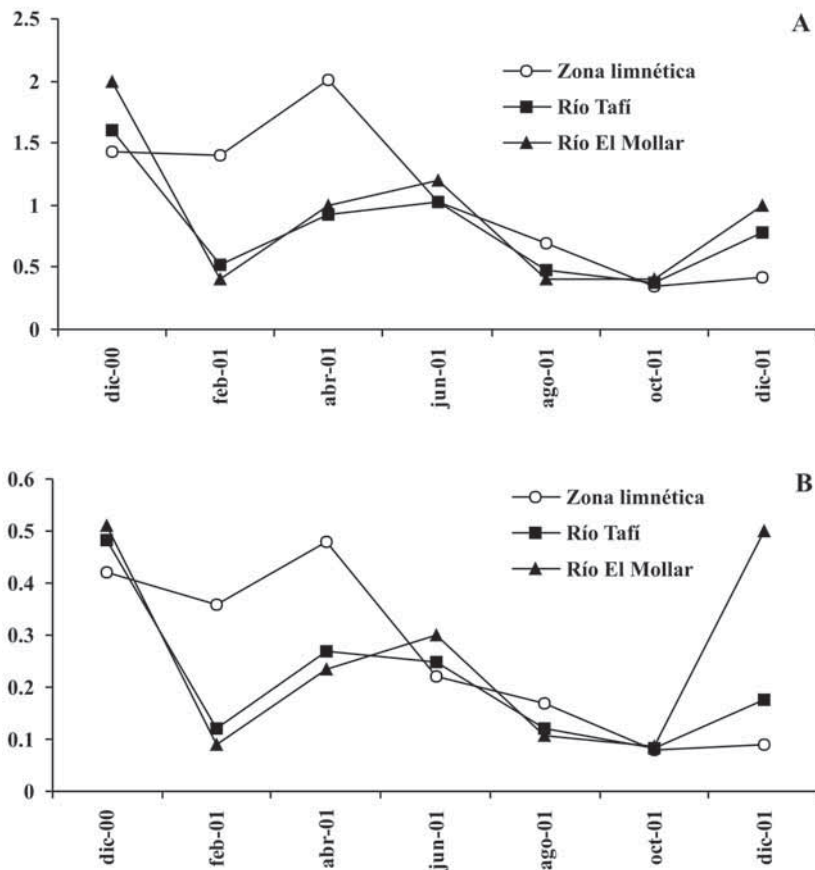 A
2.5
2
1.5
1
0.5
0
Zona limnética
Río Tafí
Río El Mollar
dic-00
feb-01
abr-01
jun-01
ago-01
oct-01
dic-01
B
0.6
0.5
0.4
0.3
0.2
0.1
0
Zona limnética
Río Tafí
Río El Mollar
dic-00
feb-01
abr-01
jun-01
ago-01
oct-01
dic-01